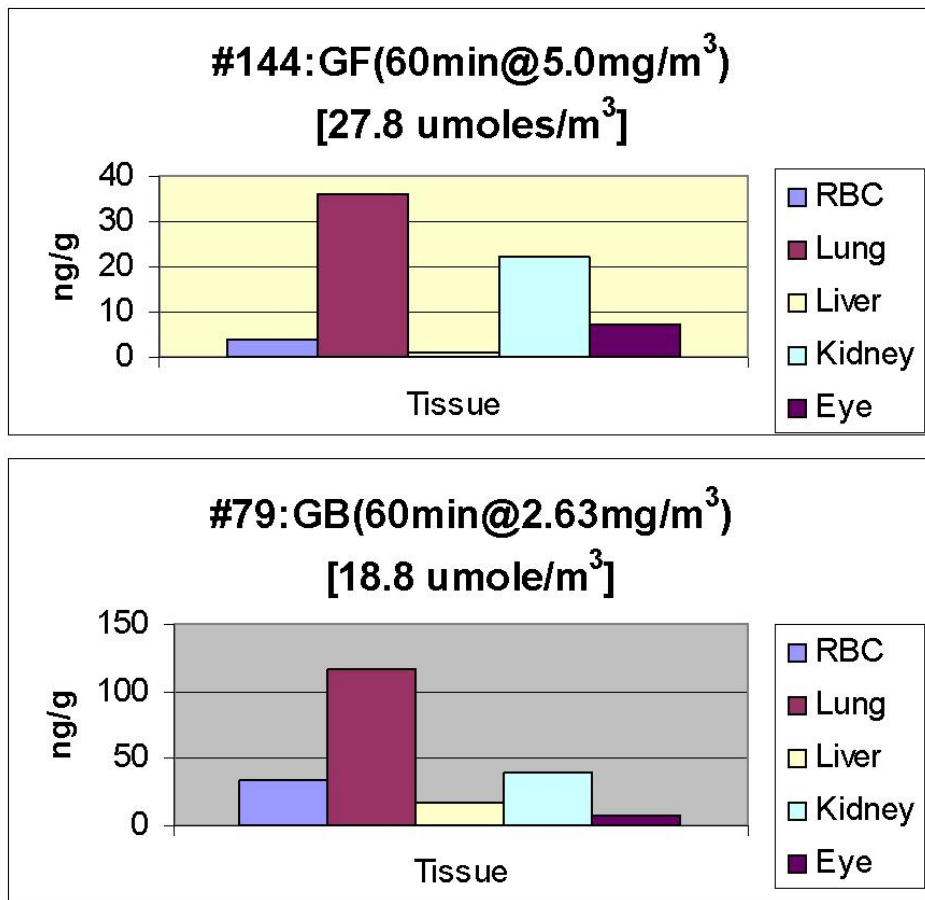 #144:GF(60min@5.0mg/m³)
[27.8 umoles/m³]
40
30
20
10
0
ng/g
Tissue
RBC
Lung
Liver
Kidney
Eye
#79:GB(60min@2.63mg/m³)
[18.8 umole/m³]
150
100
50
0
ng/g
Tissue
RBC
Lung
Liver
Kidney
Eye